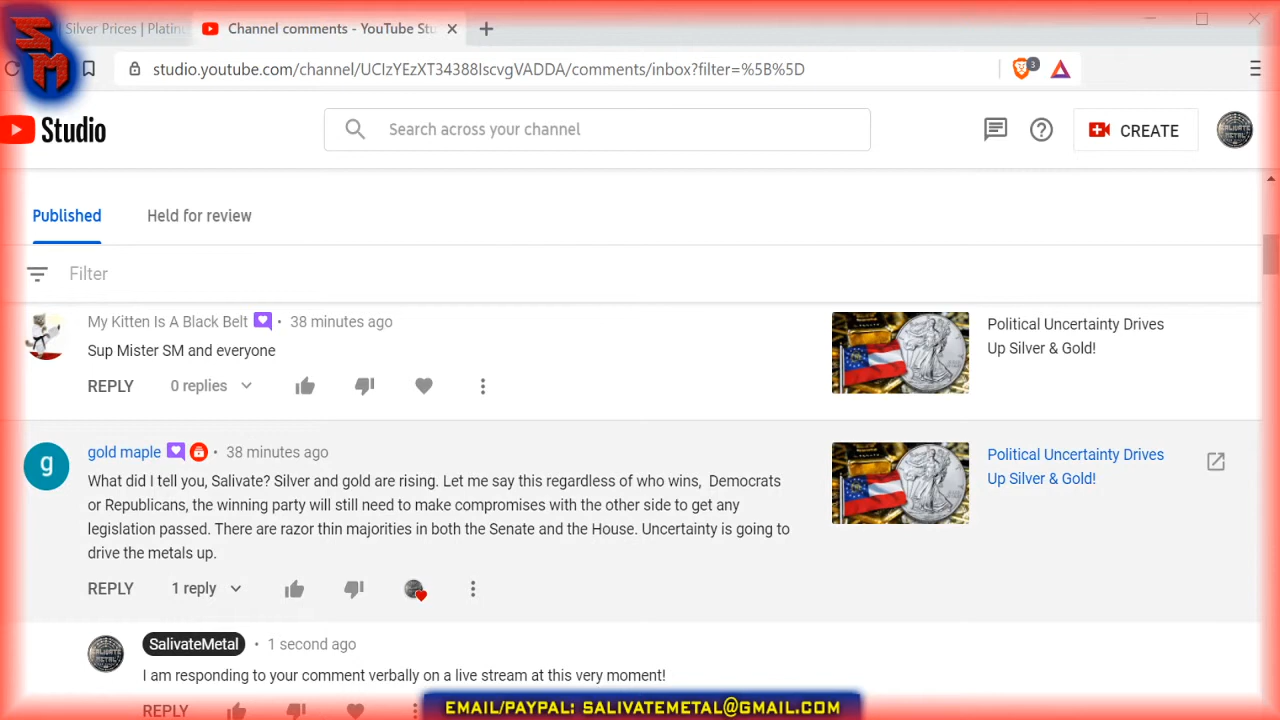 SM
Silver Prices | Platin
Channel comments - YouTube Stu
studio.youtube.com/channel/UCIzYEzXT34388lscvgVADDA/comments/inbox?filter=%5B%5D
3
Studio
Search across your channel
CREATE
Published
Held for review
Filter
My Kitten Is A Black Belt • 38 minutes ago
Sup Mister SM and everyone
REPLY 0 replies
Political Uncertainty Drives
Up Silver & Gold!
g
gold maple • 38 minutes ago
What did I tell you, Salivate? Silver and gold are rising. Let me say this regardless of who wins, Democrats
or Republicans, the winning party will still need to make compromises with the other side to get any
legislation passed. There are razor thin majorities in both the Senate and the House. Uncertainty is going to
drive the metals up.
REPLY 1 reply
Political Uncertainty Drives
Up Silver & Gold!
SalivateMetal • 1 second ago
I am responding to your comment verbally on a live stream at this very moment!
REPLY
EMAIL/PAYPAL: SALIVATEMETAL@GMAIL.COM